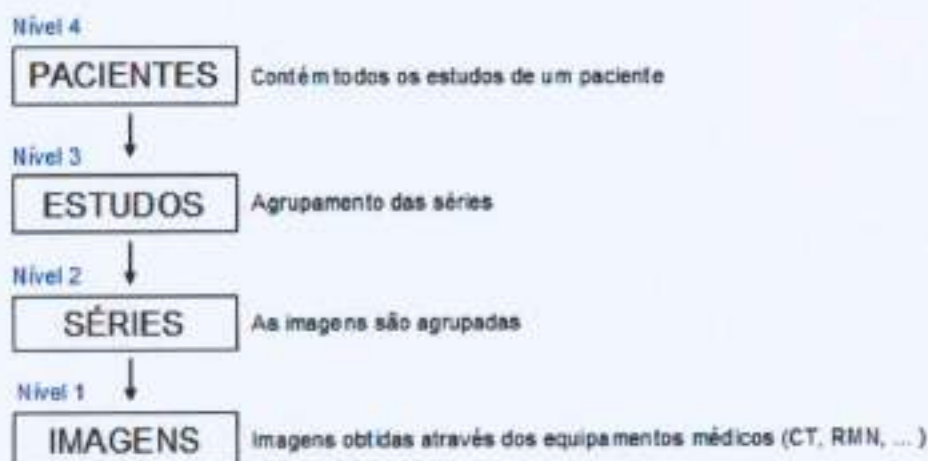 Nível 4
PACIENTES Contém todos os estudos de um paciente
Nível 3
ESTUDOS Agrupamento das séries
Nível 2
SÉRIES As imagens são agrupadas
Nível 1
IMAGENS Imagens obtidas através dos equipamentos médicos (CT, RMN, ... )